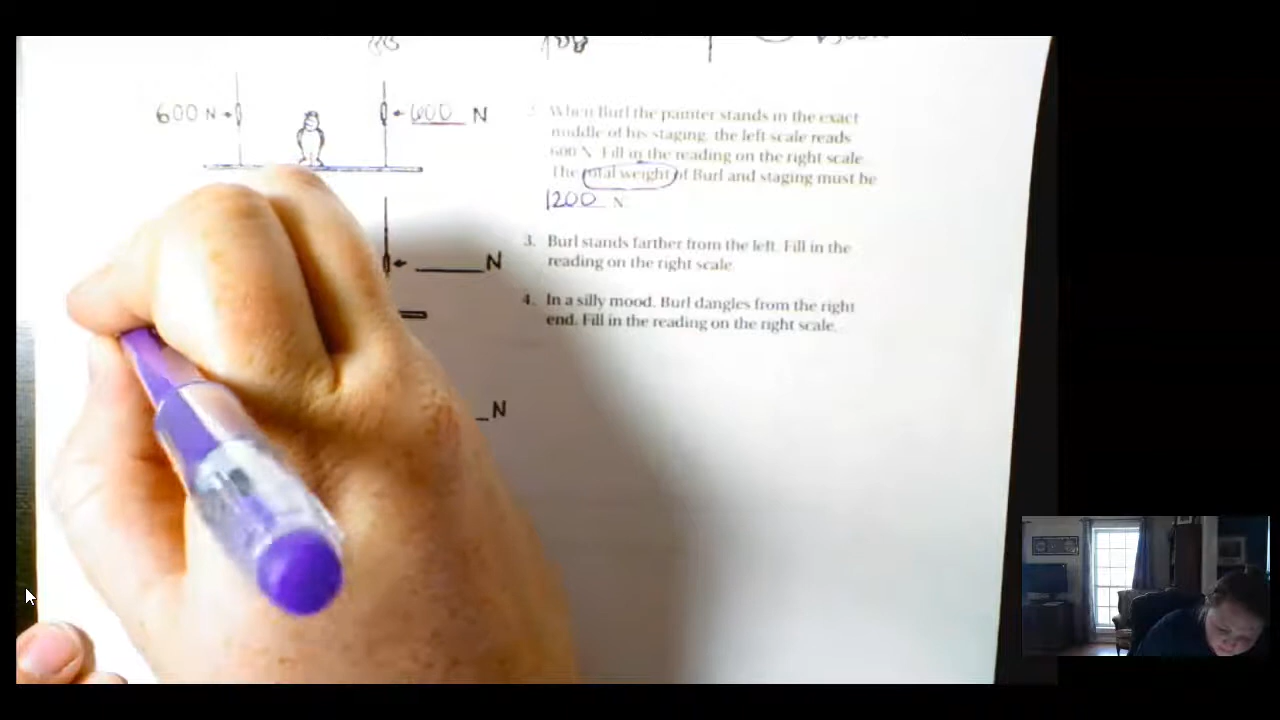 600 N
600 N
2. When Burl the painter stands in the exact
middle of his staging, the left scale reads
600 N. Fill in the reading on the right scale.
The total weight of Burl and staging must be
1200 N.
N
3. Burl stands farther from the left. Fill in the
reading on the right scale.
4. In a silly mood, Burl dangles from the right
end. Fill in the reading on the right scale.
N